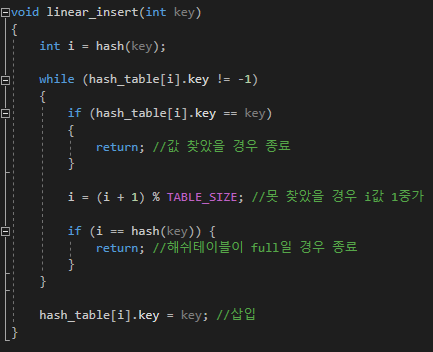 void linear_insert(int key)
{
int i = hash(key);
while (hash_table[i].key != -1)
{
if (hash_table[i].key == key)
{
return; //값 찾았을 경우 종료
}
i = (i + 1) % TABLE_SIZE; //못 찾았을 경우 i값 1증가
if (i == hash(key)) {
return; //해쉬테이블이 full일 경우 종료
}
}
hash_table[i].key = key; //삽입
}